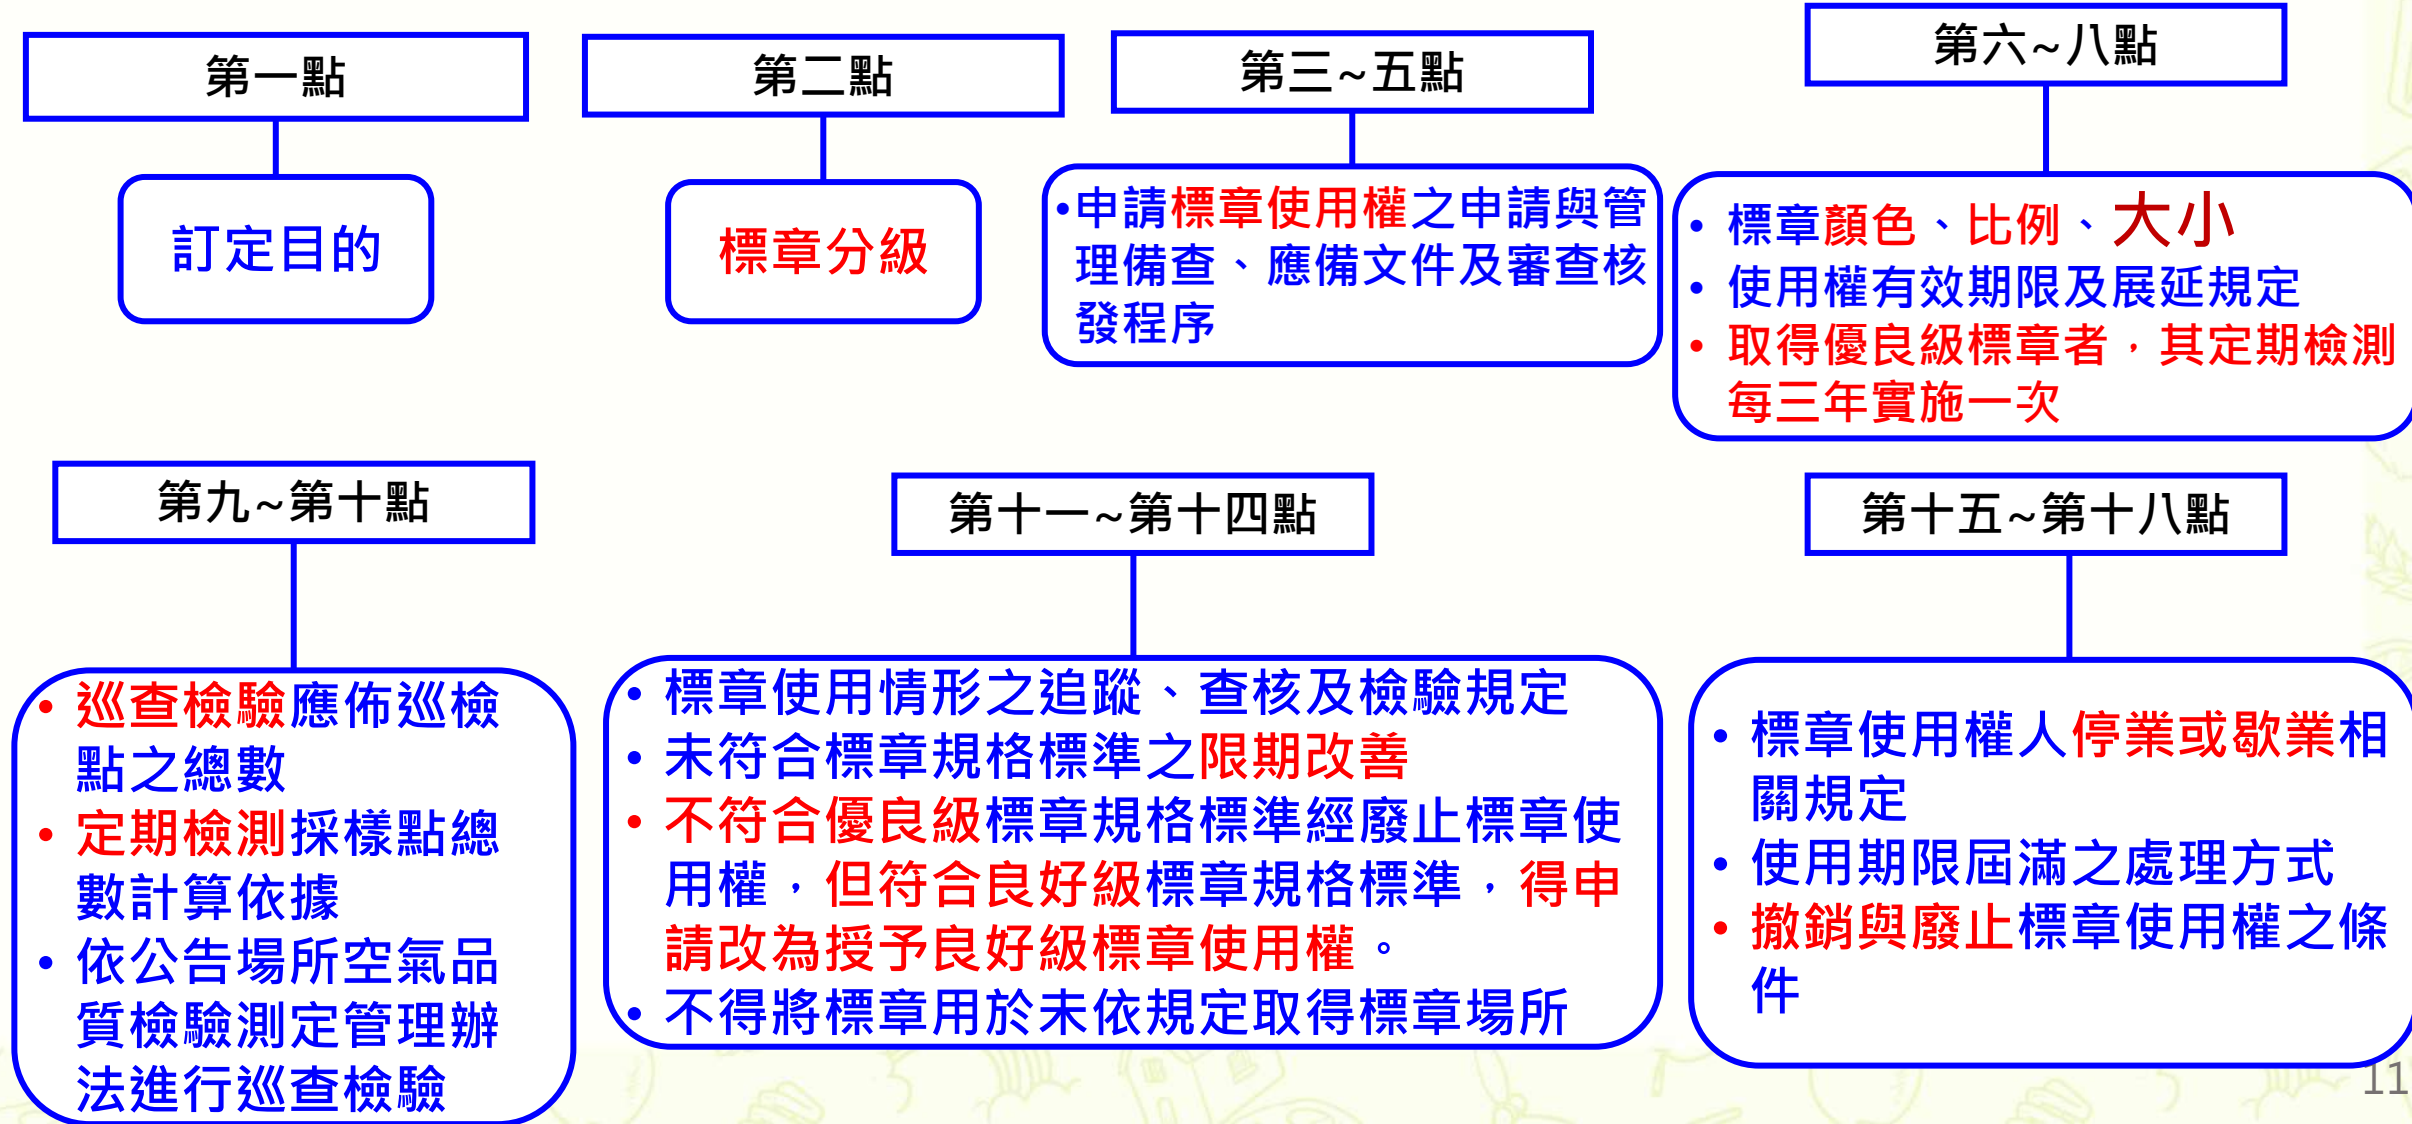 第一點
訂定目的
第二點
標章分級
第三~五點
•申請標章使用權之申請與管
理備查、應備文件及審查核
發程序
第六~八點
• 標章顏色、比例、大小
• 使用權有效期限及展延規定
• 取得優良級標章者，其定期檢測
每三年實施一次
第九~第十點
• 巡查檢驗應佈巡檢
點之總數
• 定期檢測採樣點總
數計算依據
• 依公告場所空氣品
質檢驗測定管理辦
法進行巡查檢驗
第十一~第十四點
• 標章使用情形之追蹤、查核及檢驗規定
• 未符合標章規格標準之限期改善
• 不符合優良級標章規格標準經廢止標章使
用權，但符合良好級標章規格標準，得申
請改為授予良好級標章使用權。
• 不得將標章用於未依規定取得標章場所
第十五~第十八點
• 標章使用權人停業或歇業相
關規定
• 使用期限屆滿之處理方式
• 撤銷與廢止標章使用權之條
件
11